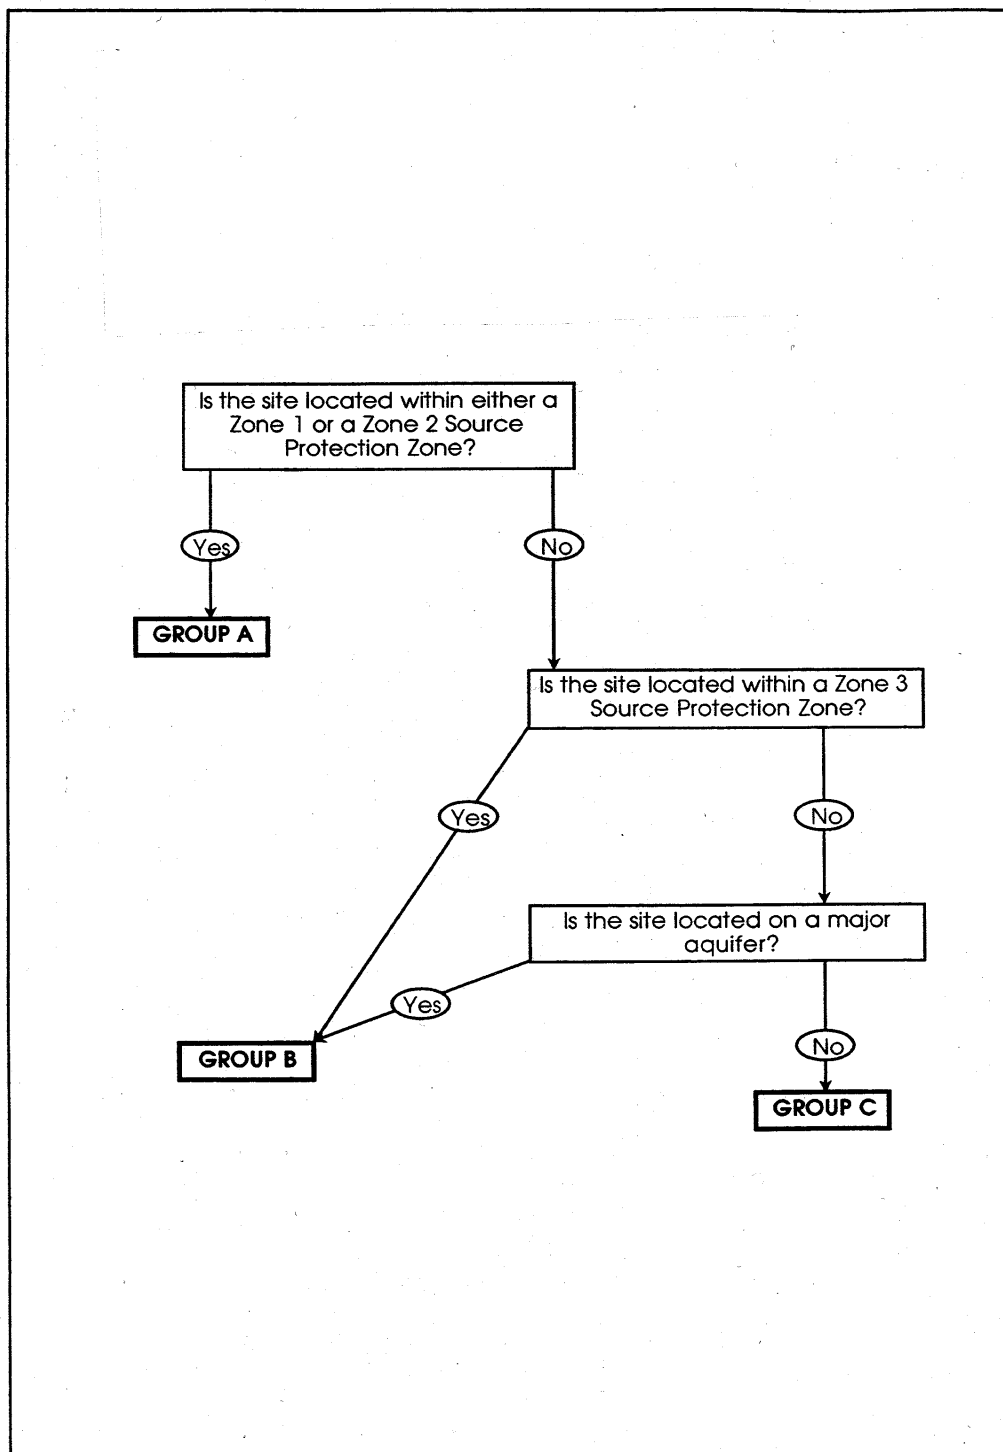 Is the site located within either a
Zone 1 or a Zone 2 Source
Protection Zone?
Yes
No
GROUP A
Is the site located within a Zone 3
Source Protection Zone?
Yes
No
Is the site located on a major
aquifer?
Yes
No
GROUP B
GROUP C